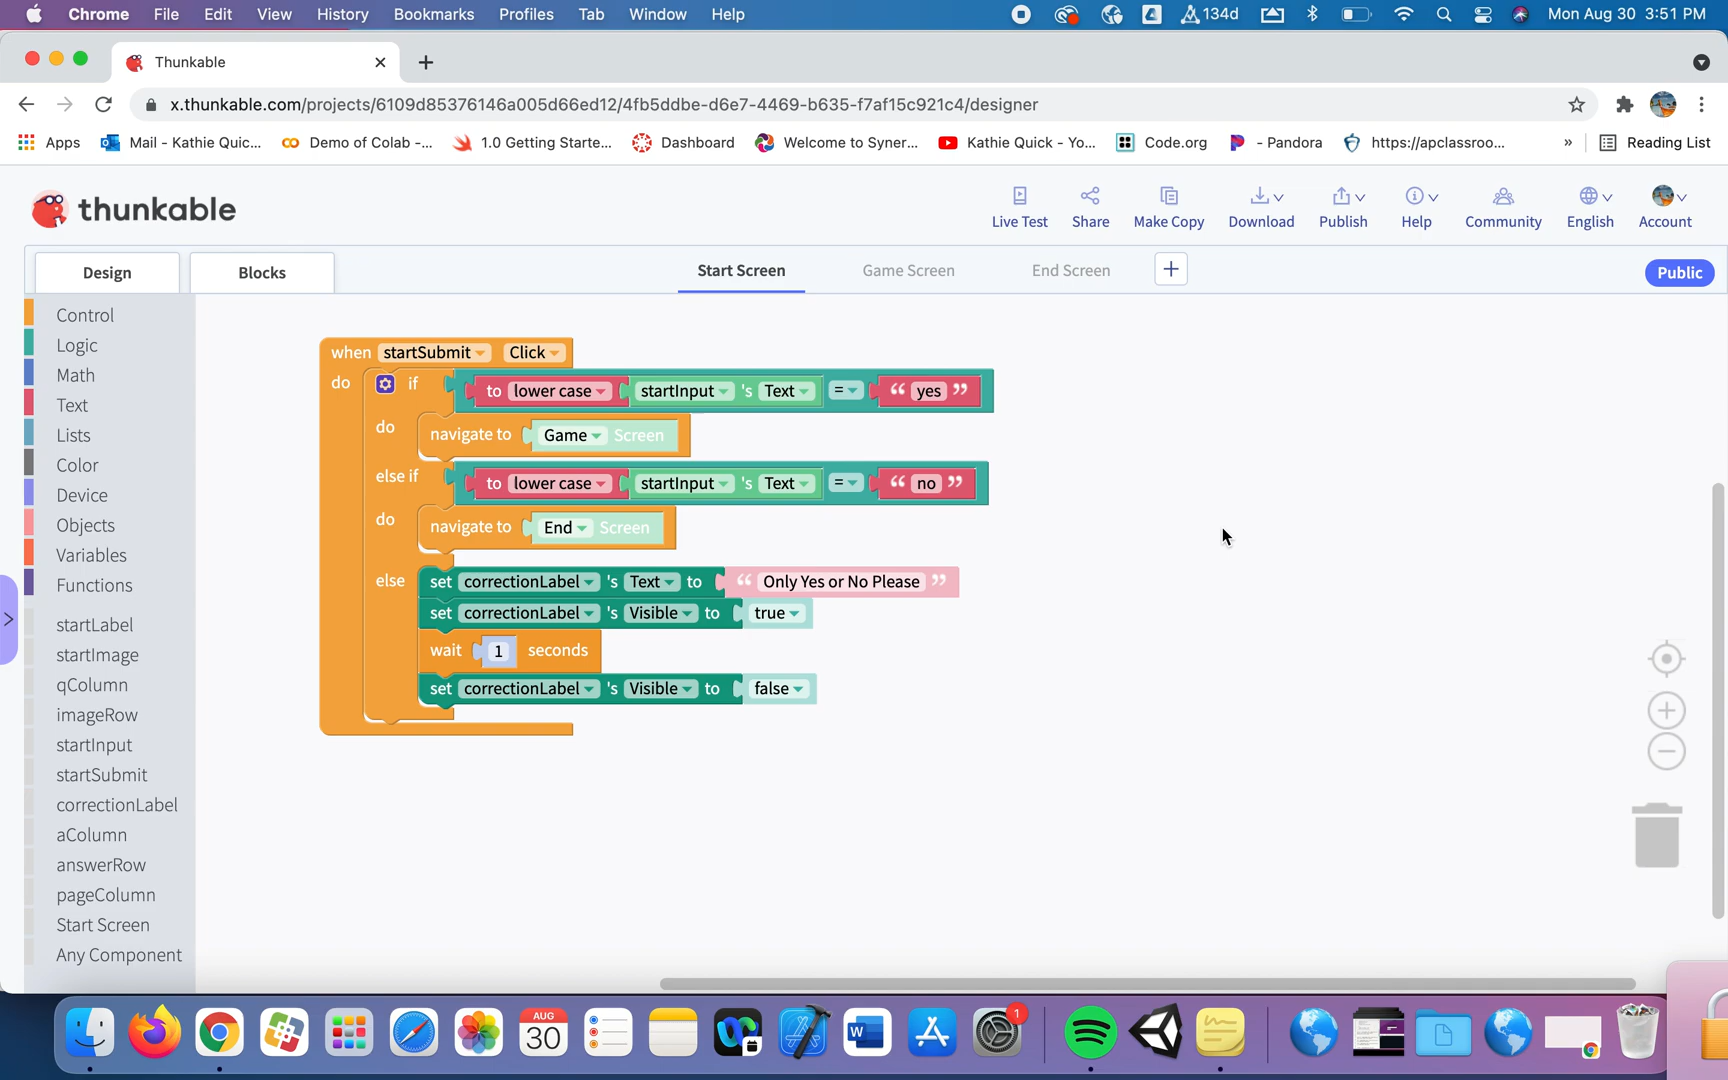 Chrome File Edit View History Bookmarks Profiles Tab Window Help 134d Mon Aug 30 3:51 PM
Thunkable
x.thunkable.com/projects/6109d85376146a005d66ed12/4fb5ddbe-d6e7-4469-b635-f7af15c921c4/designer
Apps Mail - Kathie Quic... Demo of Colab -... 1.0 Getting Starte... Dashboard Welcome to Syner... Kathie Quick - Yo... Code.org - Pandora https://apclassroo... » Reading List
thunkable
Live Test Share Make Copy Download Publish Help Community English Account
Design Blocks Start Screen Game Screen End Screen + Public
Control
Logic
Math
Text
Lists
Color
Device
Objects
Variables
Functions
startLabel
startImage
qColumn
imageRow
startInput
startSubmit
correctionLabel
aColumn
answerRow
pageColumn
Start Screen
Any Component
when startSubmit Click
do if to lower case startInput 's Text = “ yes ”
do navigate to Game Screen
else if to lower case startInput 's Text = “ no ”
do navigate to End Screen
else set correctionLabel 's Text to “ Only Yes or No Please ”
set correctionLabel 's Visible to true
wait 1 seconds
set correctionLabel 's Visible to false
AUG
30
1